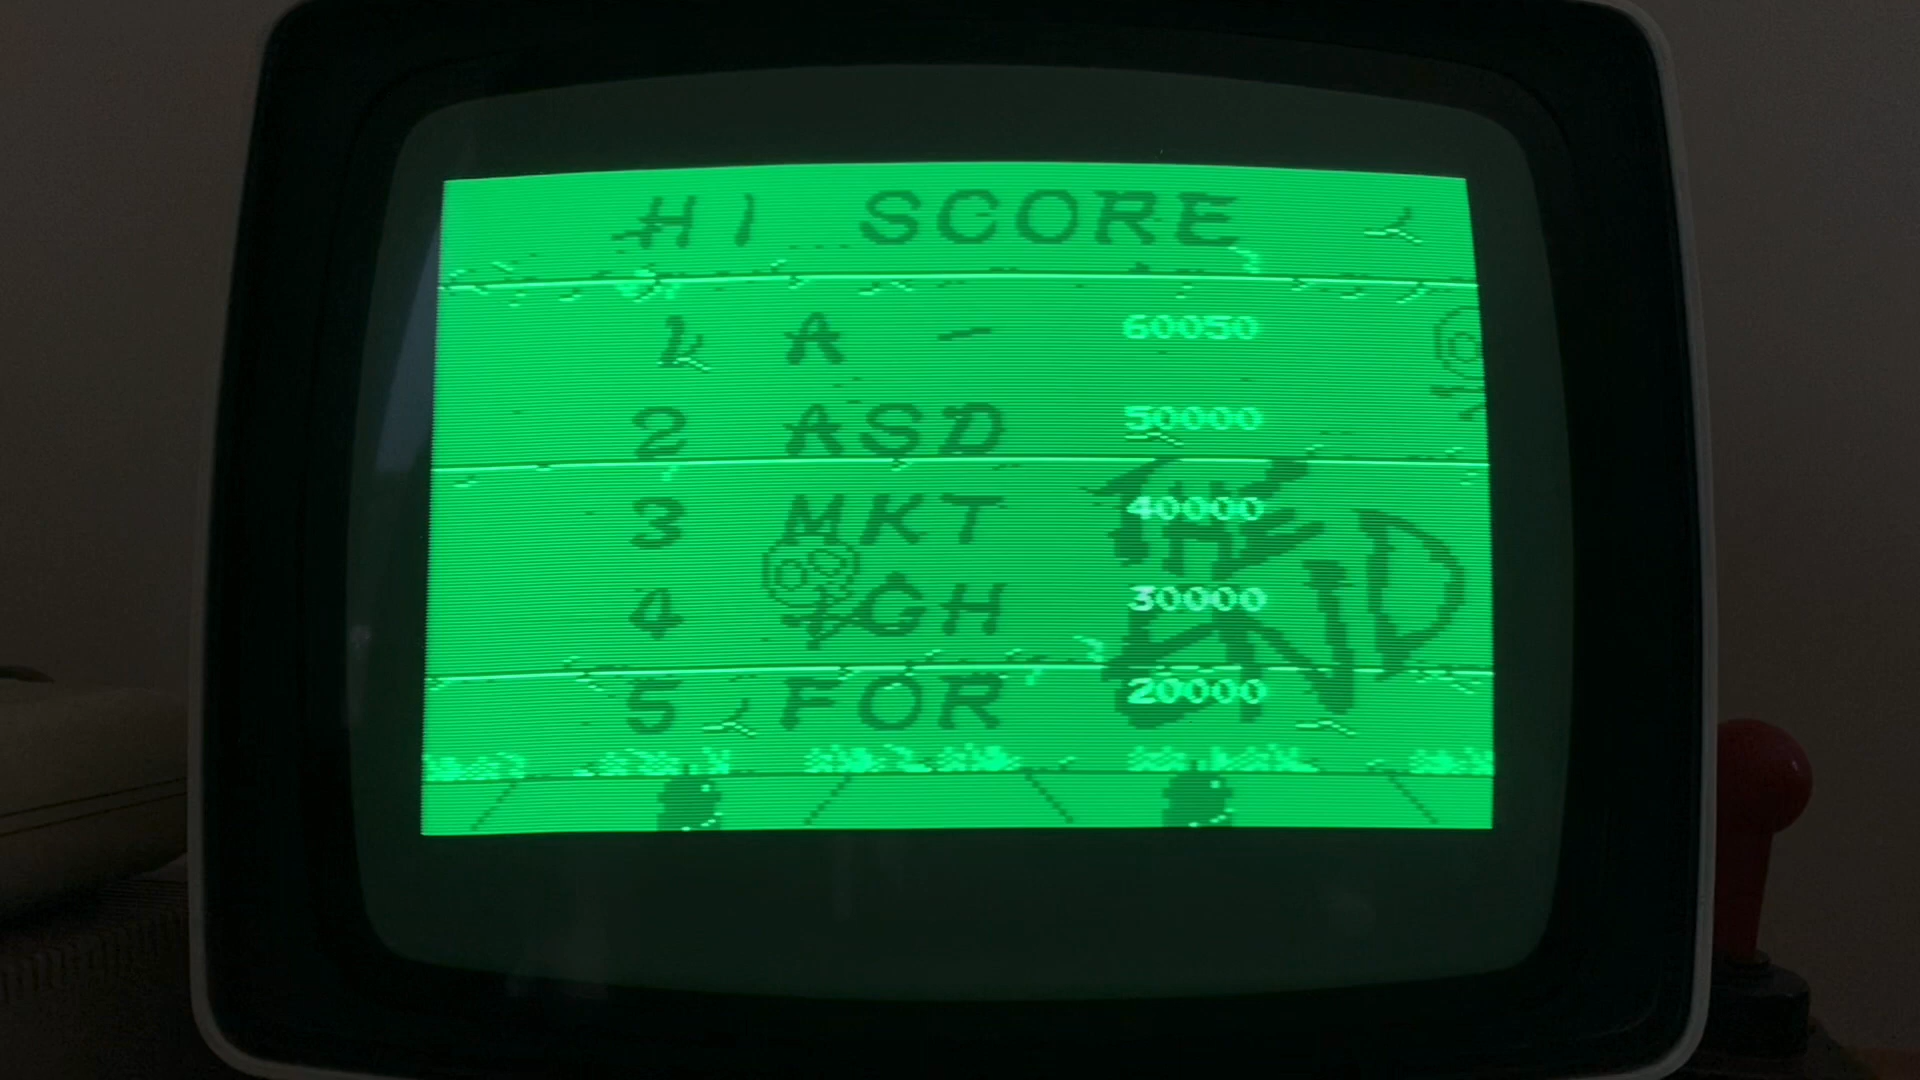 HI SCORE
1 A - 60050
2 ASD 50000
3 MKT 40000
4 GH 30000
5 FOR 20000
THE
END